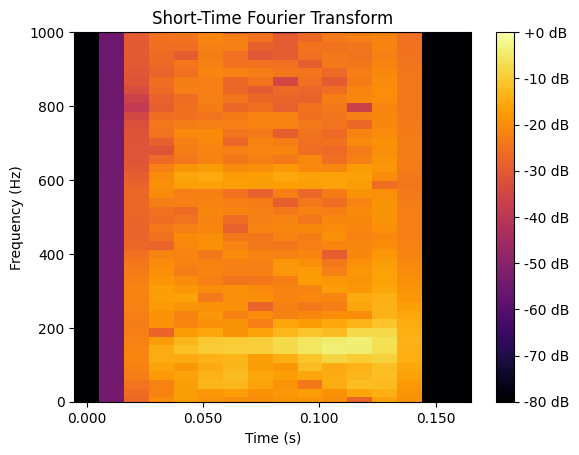 Short-Time Fourier Transform
1000
800
600
400
200
0
Frequency (Hz)
0.000
0.050
0.100
0.150
Time (s)
+0 dB
-10 dB
-20 dB
-30 dB
-40 dB
-50 dB
-60 dB
-70 dB
-80 dB